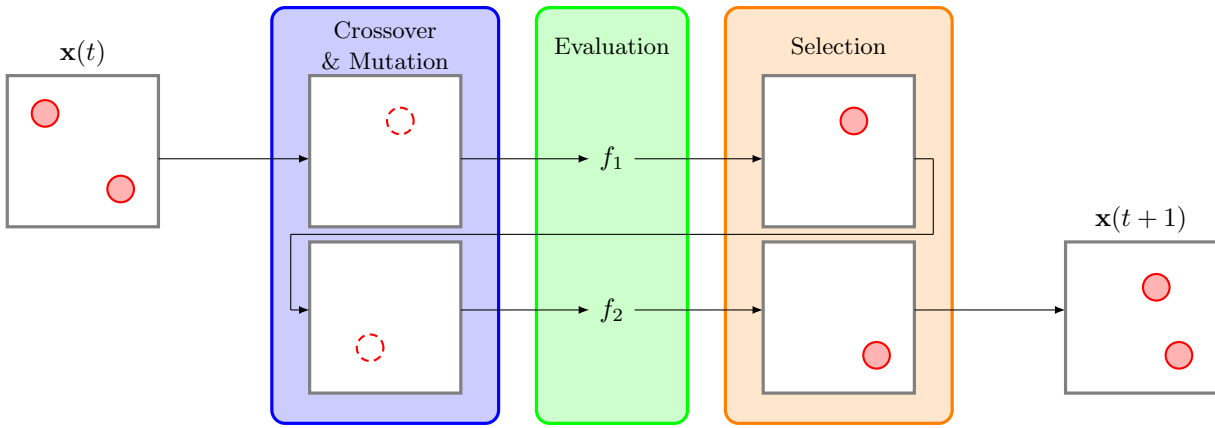 𝐱(t)
Crossover
& Mutation
Evaluation
Selection
f₁
f₂
𝐱(t + 1)